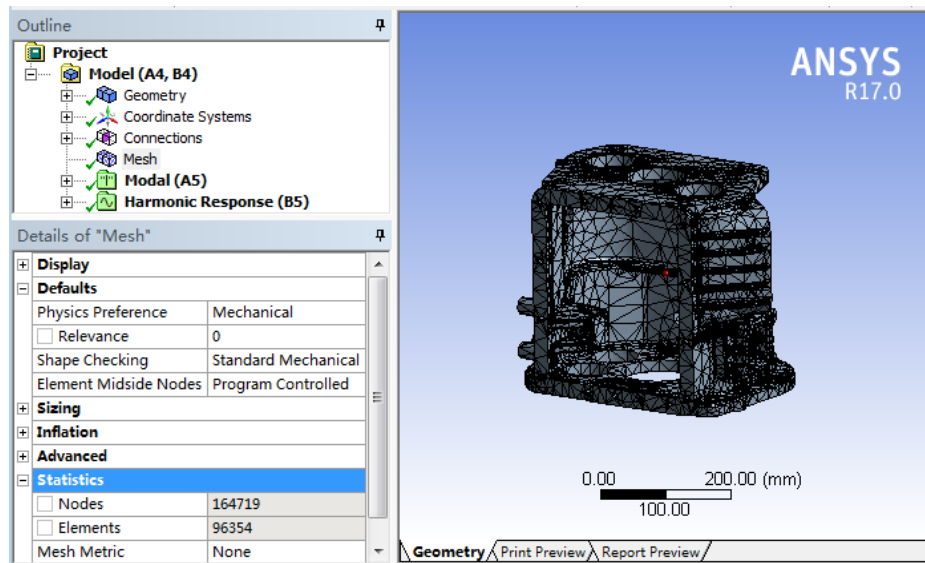 Outline
Project
Model (A4, B4)
Geometry
Coordinate Systems
Connections
Mesh
Modal (A5)
Harmonic Response (B5)
Details of "Mesh"
Display
Defaults
Physics Preference Mechanical
Relevance 0
Shape Checking Standard Mechanical
Element Midside Nodes Program Controlled
Sizing
Inflation
Advanced
Statistics
Nodes 164719
Elements 96354
Mesh Metric None
ANSYS
R17.0
0.00 200.00 (mm)
100.00
Geometry Print Preview Report Preview